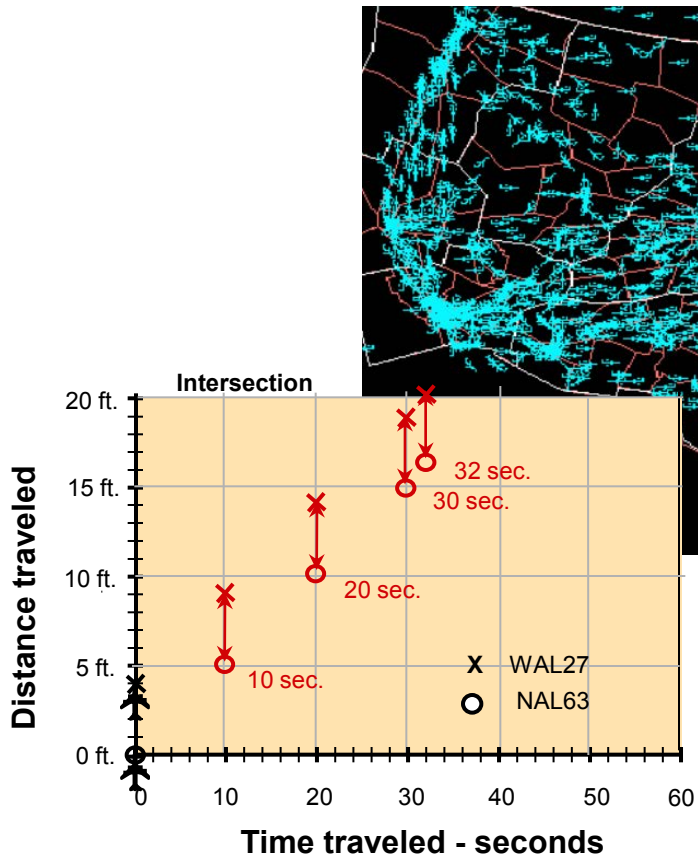 Intersection
20 ft.
15 ft.
10 ft.
5 ft.
0 ft.
Distance traveled
32 sec.
30 sec.
20 sec.
10 sec.
X WAL27
O NAL63
0 10 20 30 40 50 60
Time traveled - seconds